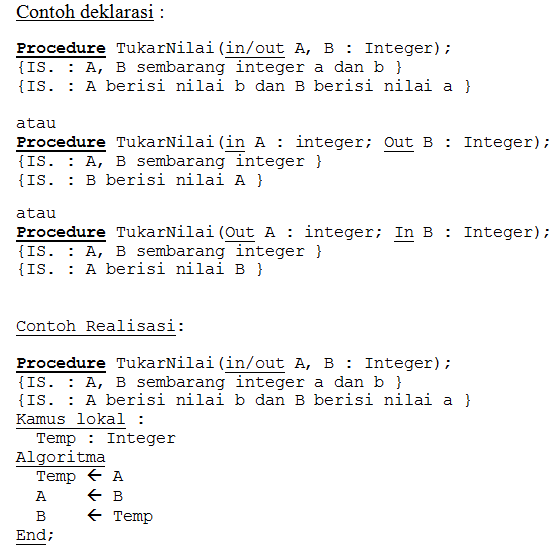 Contoh deklarasi :
Procedure TukarNilai(in/out A, B : Integer);
{IS. : A, B sembarang integer a dan b }
{IS. : A berisi nilai b dan B berisi nilai a }
atau
Procedure TukarNilai(in A : integer; Out B : Integer);
{IS. : A, B sembarang integer }
{IS. : B berisi nilai A }
atau
Procedure TukarNilai(Out A : integer; In B : Integer);
{IS. : A, B sembarang integer }
{IS. : A berisi nilai B }
Contoh Realisasi:
Procedure TukarNilai(in/out A, B : Integer);
{IS. : A, B sembarang integer a dan b }
{IS. : A berisi nilai b dan B berisi nilai a }
Kamus lokal :
Temp : Integer
Algoritma
Temp ← A
A ← B
B ← Temp
End;